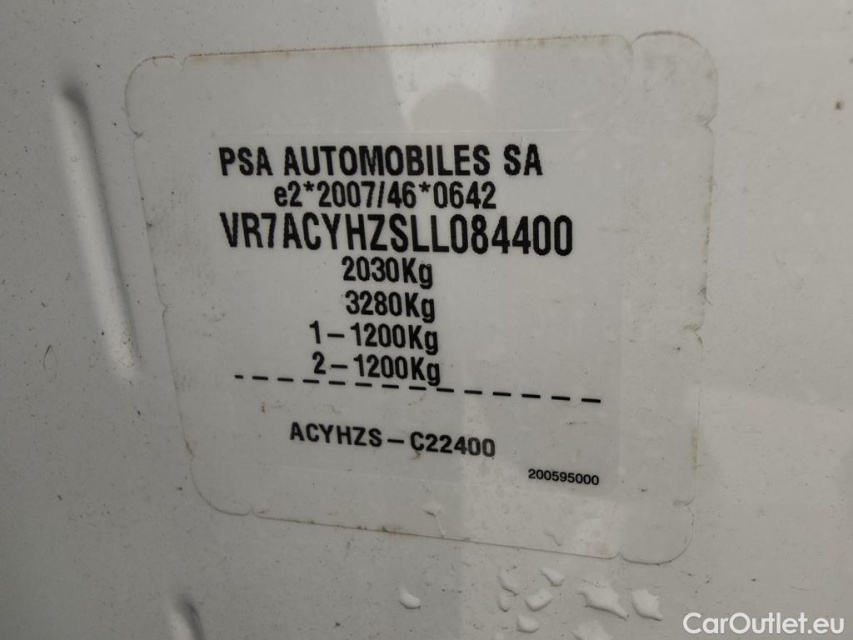 PSA AUTOMOBILES SA
e2*2007/46*0642
VR7ACYHZSLL084400
2030Kg
3280Kg
1-1200Kg
2-1200Kg
ACYHZS-C22400
200595000
CarOutlet.eu